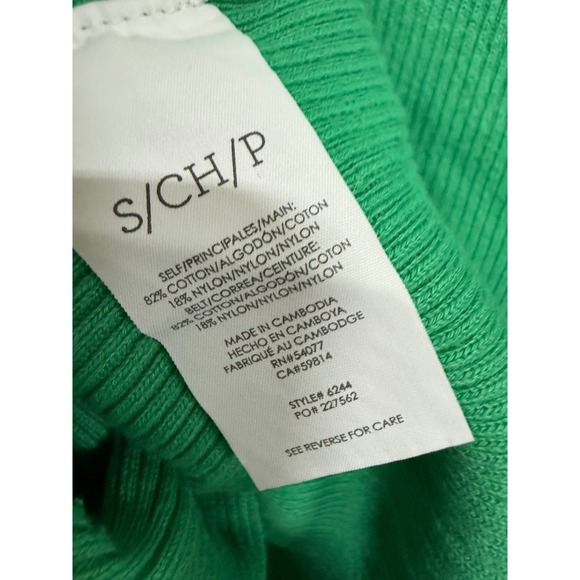 S/CH/P
SELF/PRINCIPALES/MAIN:
82% COTTON/ALGODÓN/COTON
18% NYLON/NYLON/NYLON
BELT/CORREA/CEINTURE:
82% COTTON/ALGODÓN/COTON
18% NYLON/NYLON/NYLON
MADE IN CAMBODIA
HECHO EN CAMBOYA
FABRIQUÉ AU CAMBODGE
RN#54077
CA#59814
STYLE# 6244
PO# 227562
SEE REVERSE FOR CARE